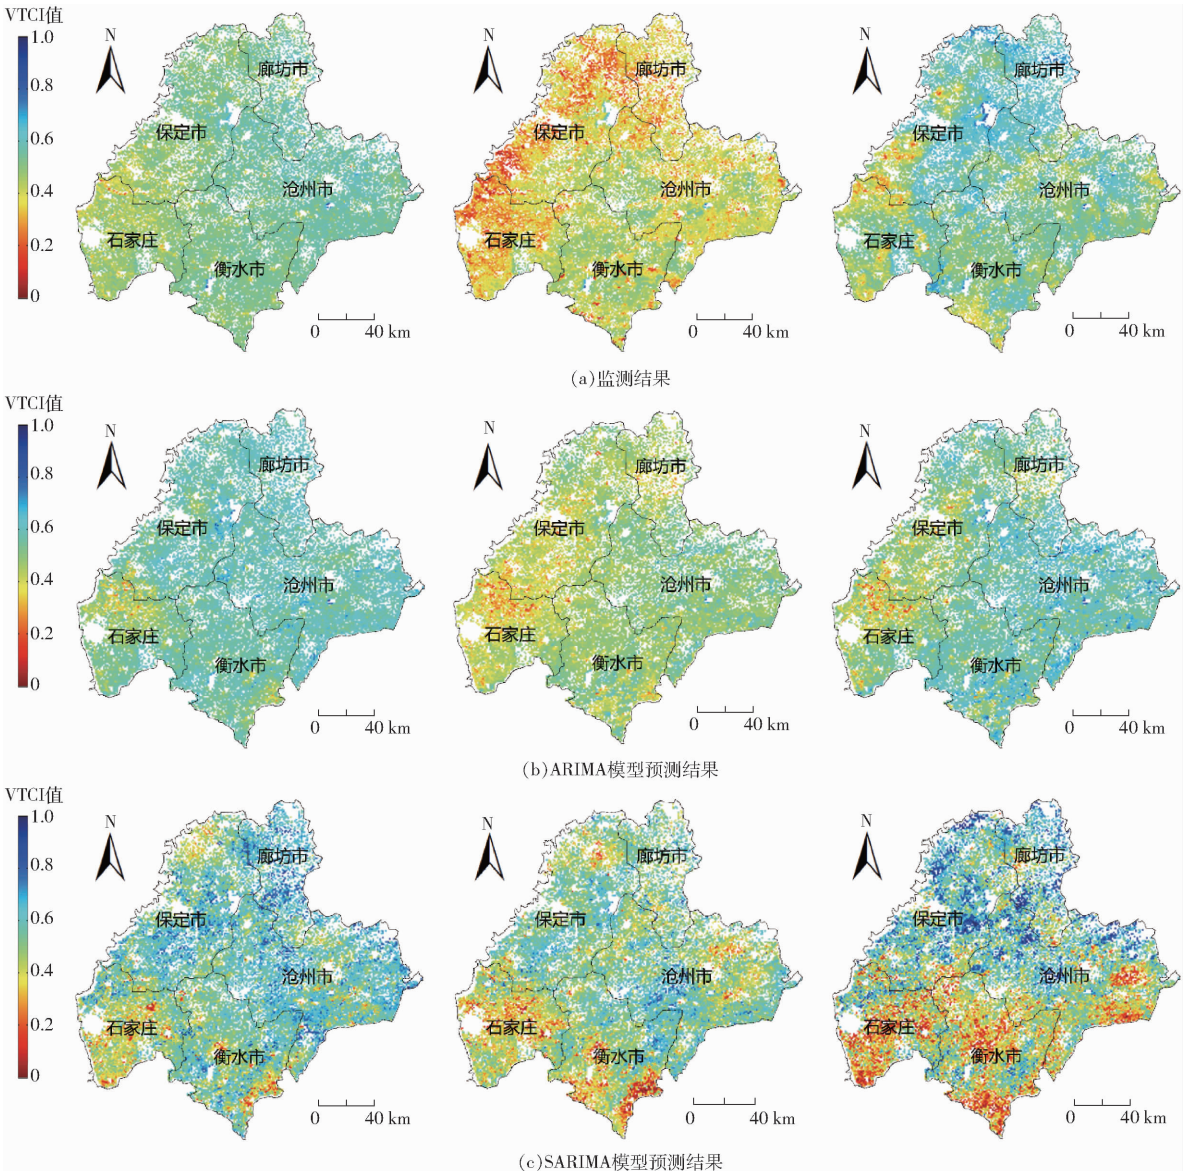 VTCI值
1.0
0.8
0.6
0.4
0.2
0
N
廊坊市
保定市
沧州市
石家庄
衡水市
0 40 km
N
廊坊市
保定市
沧州市
石家庄
衡水市
0 40 km
N
廊坊市
保定市
沧州市
石家庄
衡水市
0 40 km
(a)监测结果
VTCI值
1.0
0.8
0.6
0.4
0.2
0
N
廊坊市
保定市
沧州市
石家庄
衡水市
0 40 km
N
廊坊市
保定市
沧州市
石家庄
衡水市
0 40 km
N
廊坊市
保定市
沧州市
石家庄
衡水市
0 40 km
(b)ARIMA模型预测结果
VTCI值
1.0
0.8
0.6
0.4
0.2
0
N
廊坊市
保定市
沧州市
石家庄
衡水市
0 40 km
N
廊坊市
保定市
沧州市
石家庄
衡水市
0 40 km
N
廊坊市
保定市
沧州市
石家庄
衡水市
0 40 km
(c)SARIMA模型预测结果